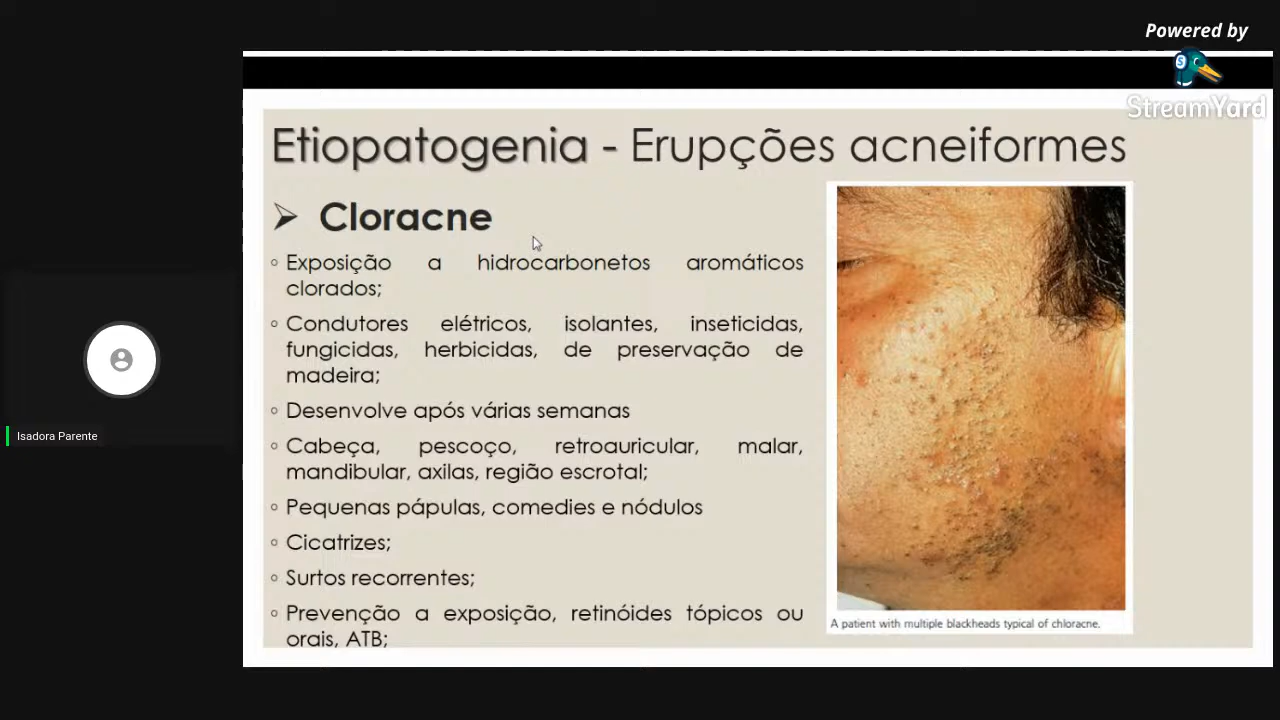 Powered by
StreamYard
Etiopatogenia - Erupções acneiformes
Cloracne
Exposição a hidrocarbonetos aromáticos
clorados;
Condutores elétricos, isolantes, inseticidas,
fungicidas, herbicidas, de preservação de
madeira;
Desenvolve após várias semanas
Cabeça, pescoço, retroauricular, malar,
mandibular, axilas, região escrotal;
Pequenas pápulas, comedies e nódulos
Cicatrizes;
Surtos recorrentes;
Prevenção a exposição, retinóides tópicos ou
orais, ATB;
A patient with multiple blackheads typical of chloracne.
Isadora Parente